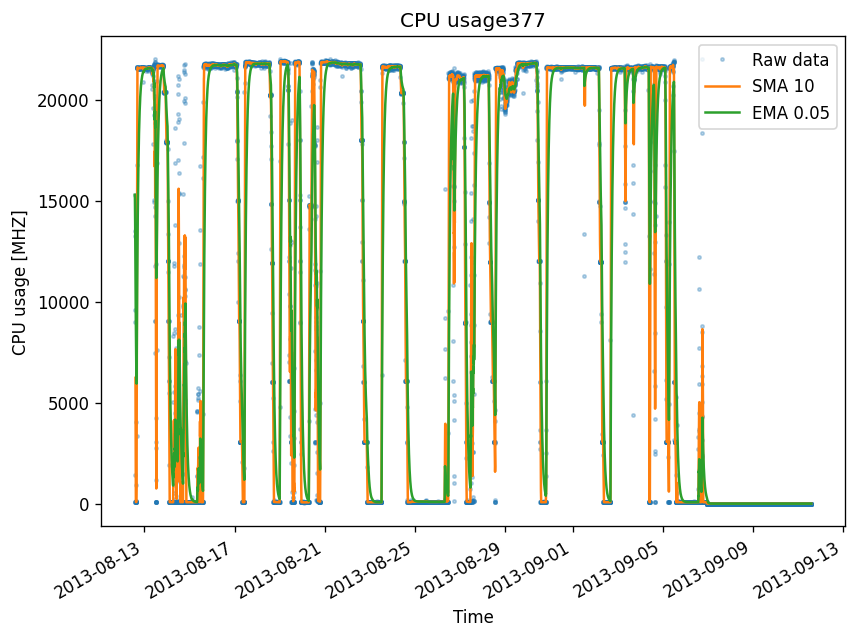 CPU usage377
Raw data
SMA 10
EMA 0.05
CPU usage [MHZ]
20000
15000
10000
5000
0
2013-08-13
2013-08-17
2013-08-21
2013-08-25
2013-08-29
2013-09-01
2013-09-05
2013-09-09
2013-09-13
Time